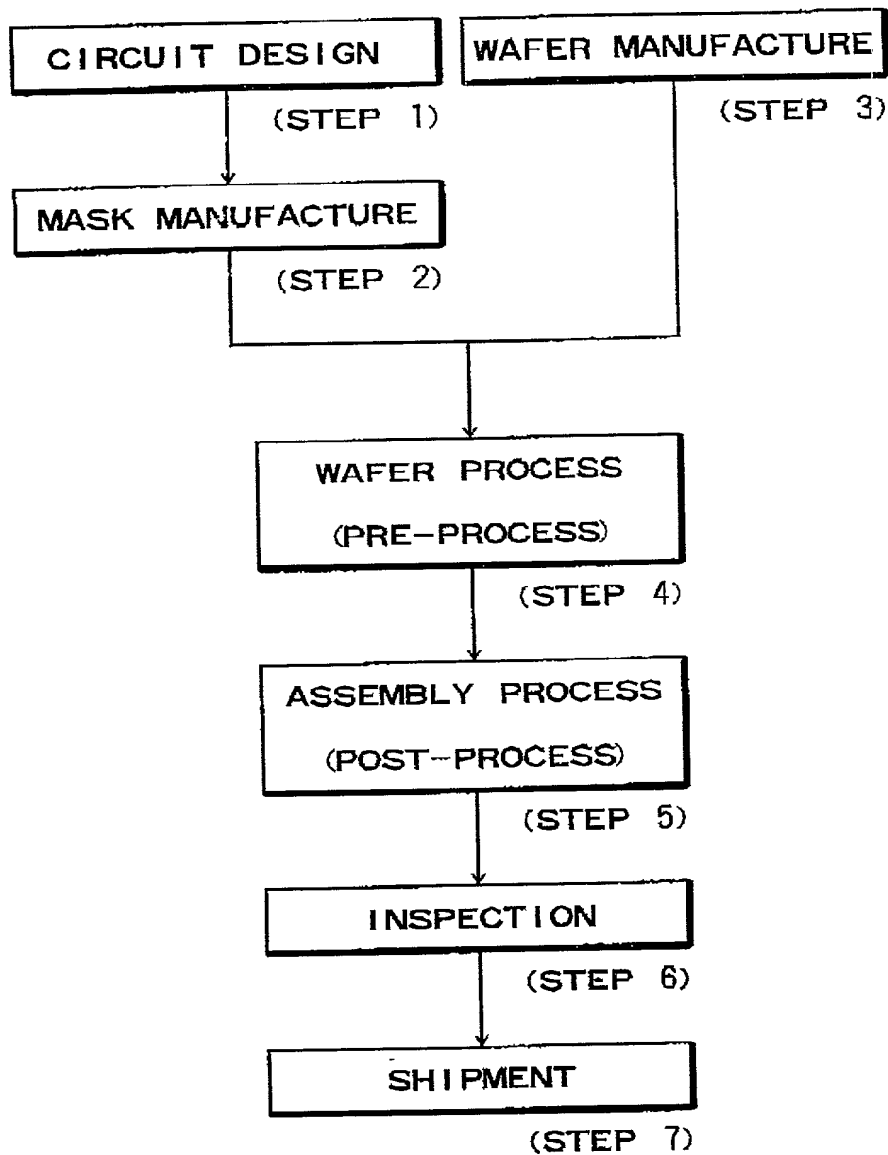 CIRCUIT DESIGN
(STEP 1)
MASK MANUFACTURE
(STEP 2)
WAFER MANUFACTURE
(STEP 3)
WAFER PROCESS
(PRE-PROCESS)
(STEP 4)
ASSEMBLY PROCESS
(POST-PROCESS)
(STEP 5)
INSPECTION
(STEP 6)
SHIPMENT
(STEP 7)